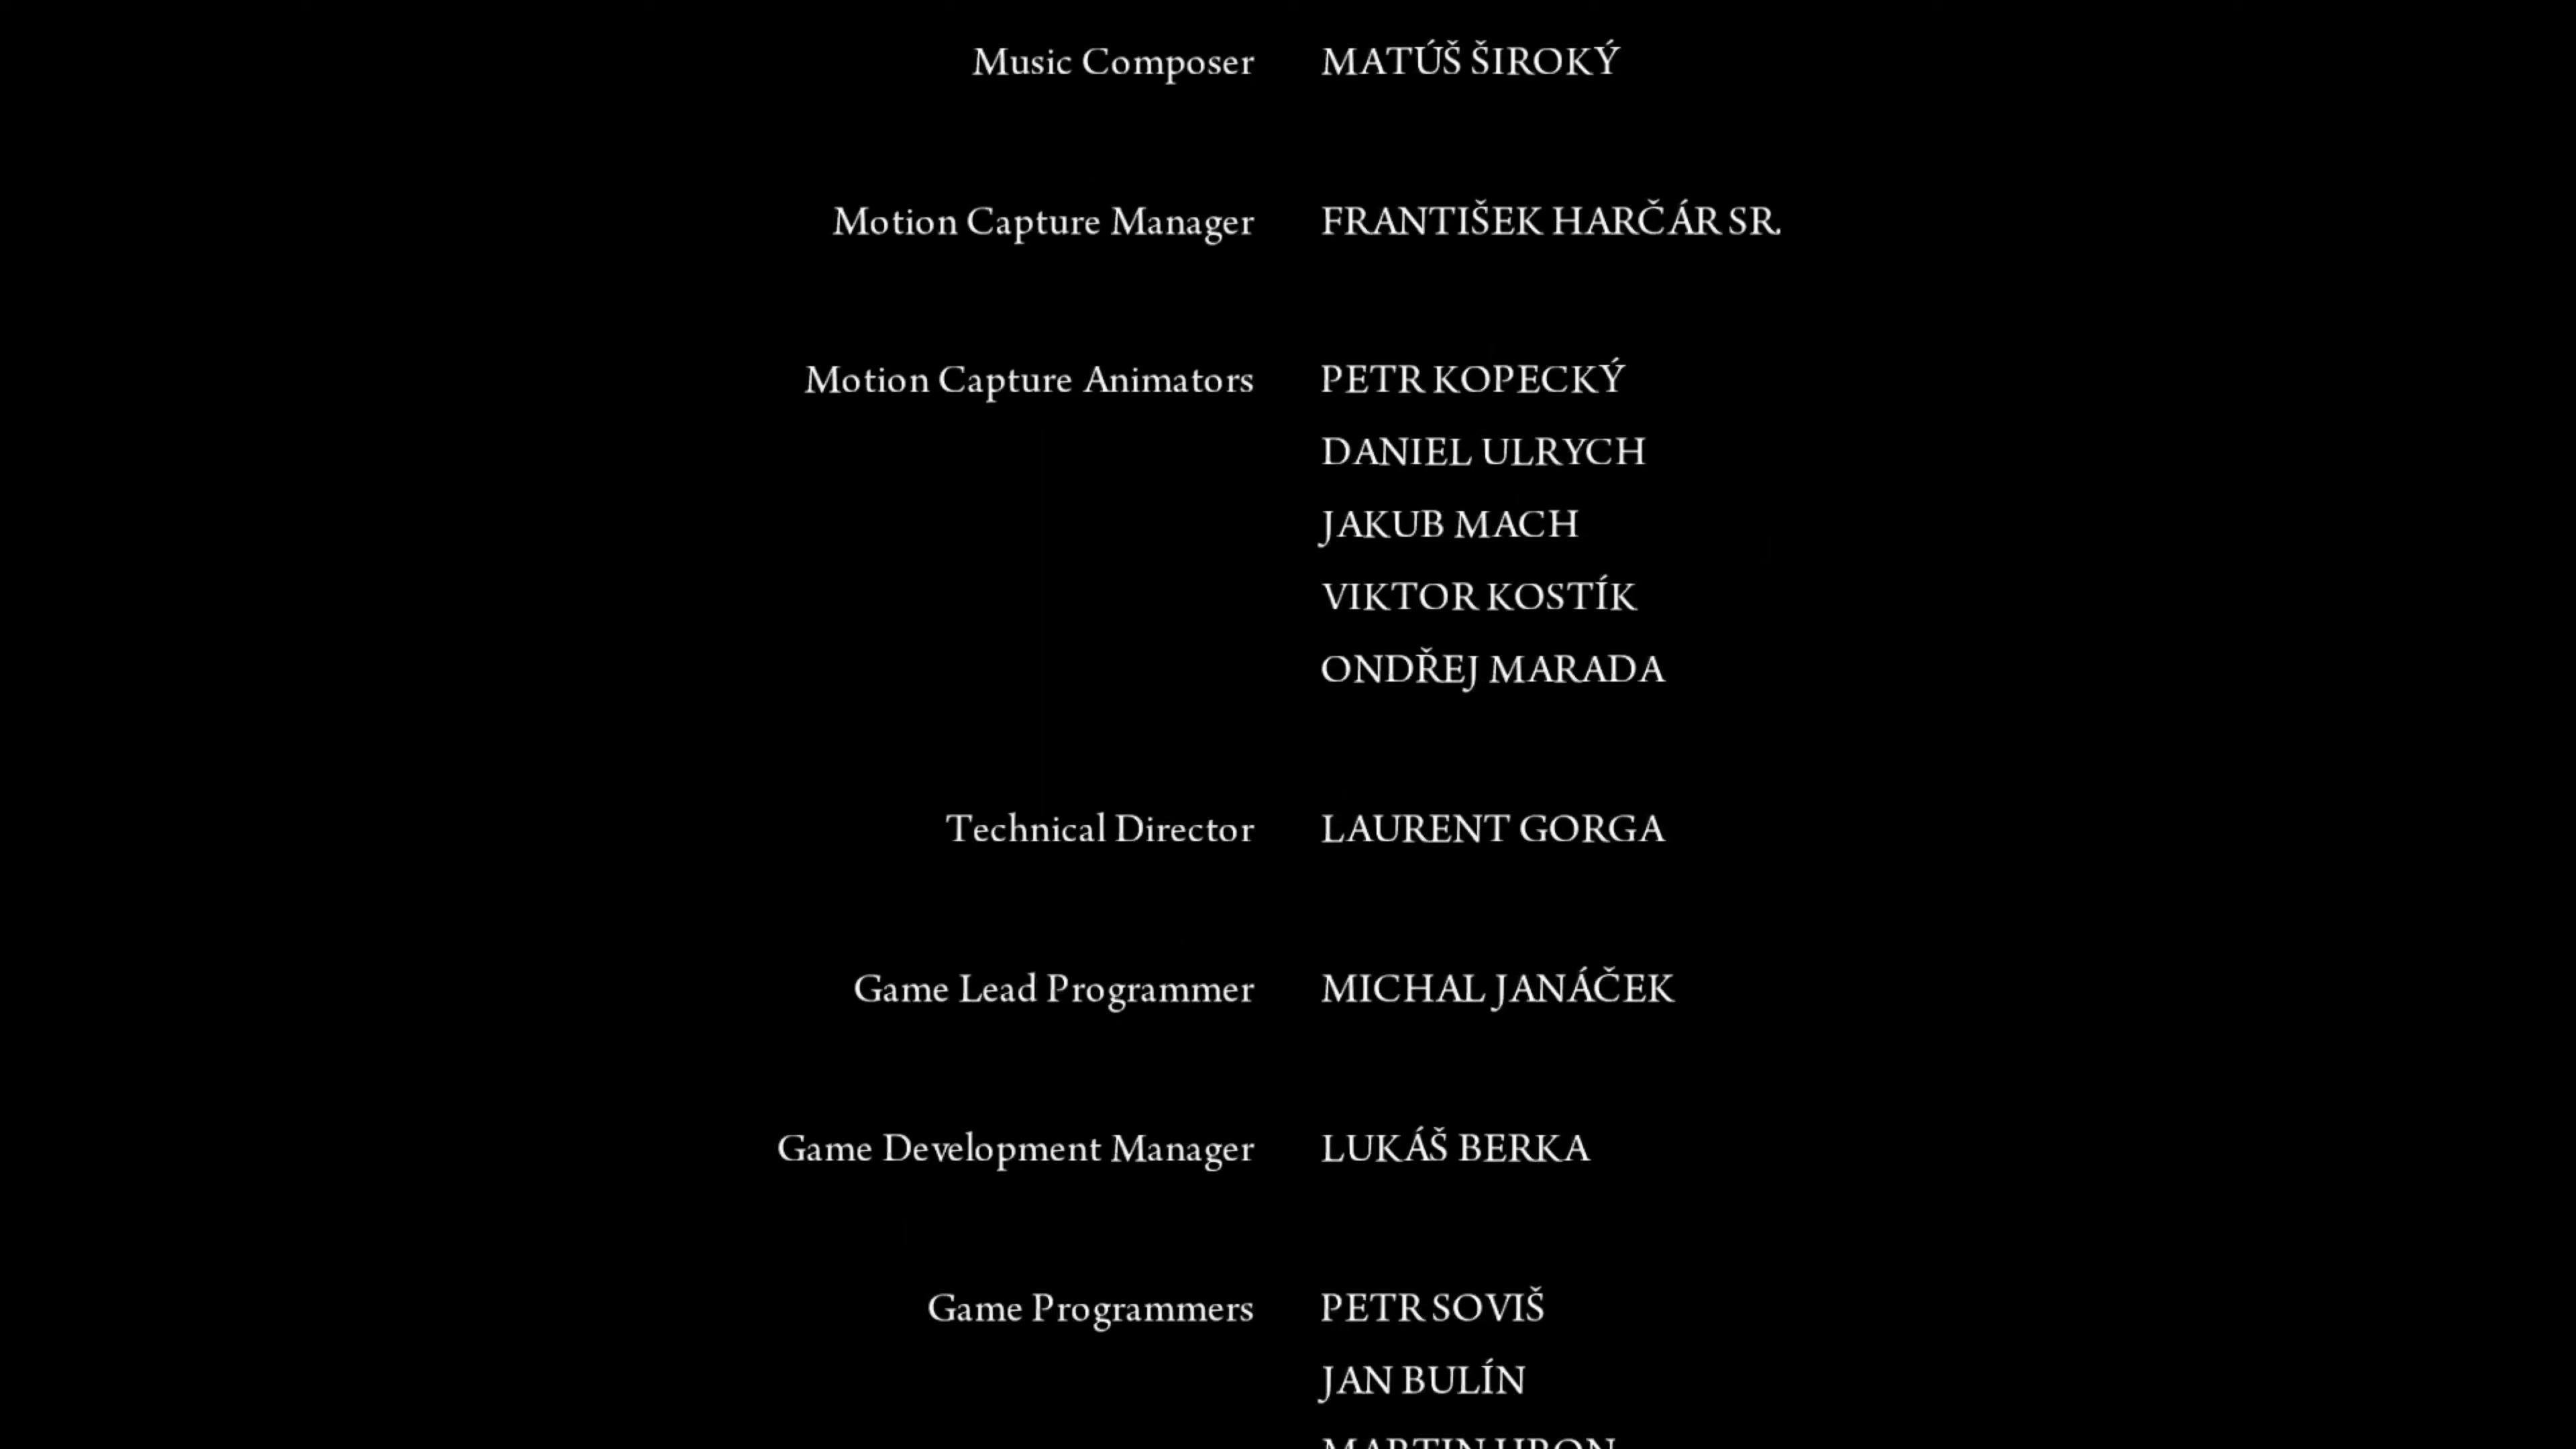 Music Composer MATÚŠ ŠIROKÝ
Motion Capture Manager FRANTIŠEK HARČÁR SR.
Motion Capture Animators PETR KOPECKÝ
DANIEL ULRYCH
JAKUB MACH
VIKTOR KOSTÍK
ONDŘEJ MARADA
Technical Director LAURENT GORGA
Game Lead Programmer MICHAL JANÁČEK
Game Development Manager LUKÁŠ BERKA
Game Programmers PETR SOVIŠ
JAN BULÍN
MARTIN